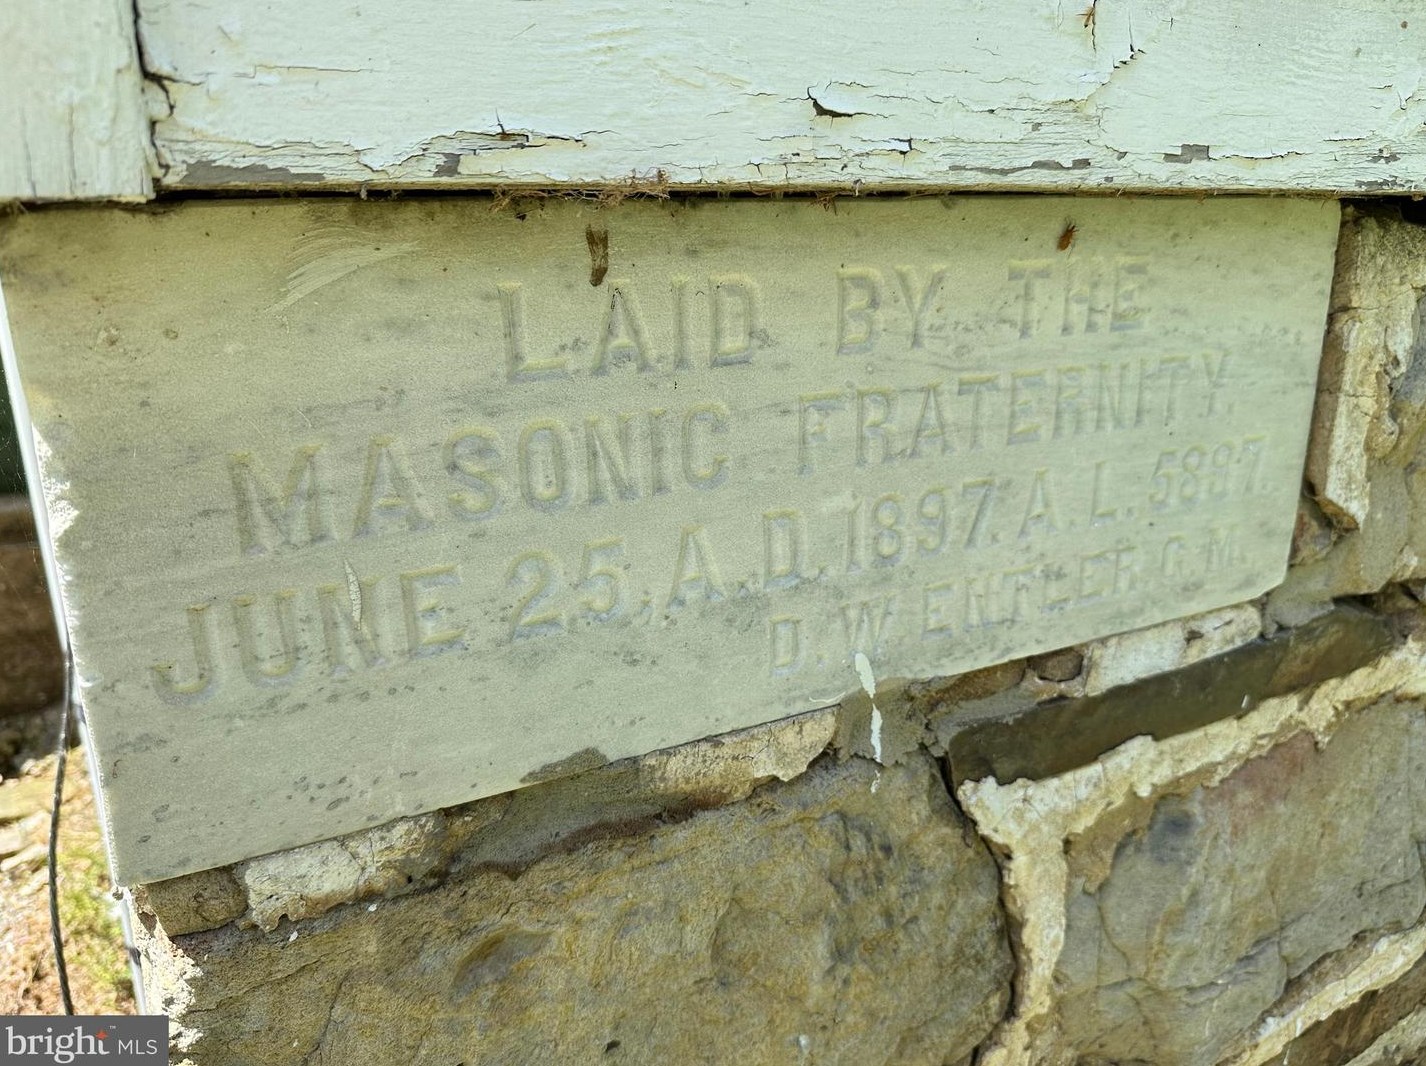 LAID BY THE
MASONIC FRATERNITY.
JUNE 25, A.D. 1897. A.L. 5897.
D. W. ENTLER G. M.
bright MLS